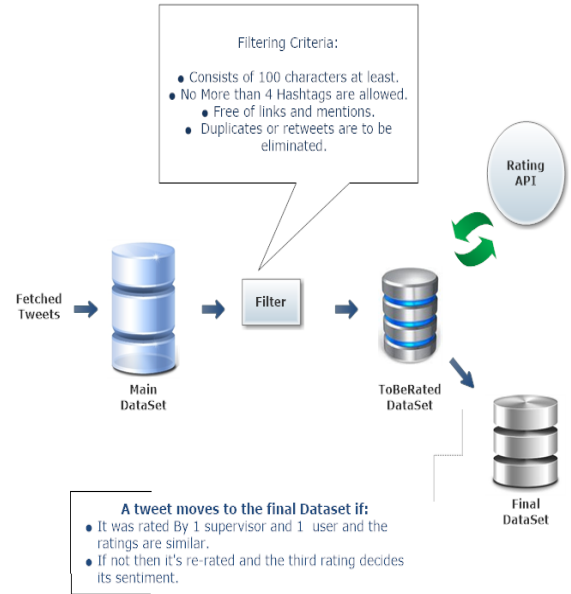 Filtering Criteria:
● Consists of 100 characters at least.
● No More than 4 Hashtags are allowed.
● Free of links and mentions.
● Duplicates or retweets are to be
eliminated.
Rating
API
Fetched
Tweets
Filter
Main
DataSet
ToBeRated
DataSet
Final
DataSet
A tweet moves to the final Dataset if:
● It was rated By 1 supervisor and 1 user and the
ratings are similar.
● If not then it's re-rated and the third rating decides
its sentiment.